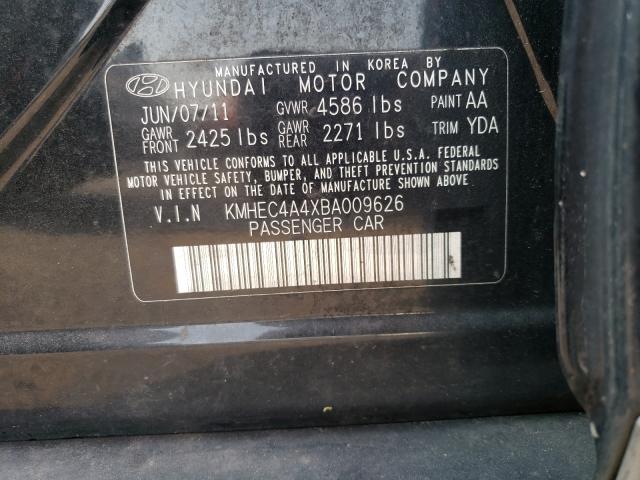 MANUFACTURED IN KOREA BY
HYUNDAI MOTOR COMPANY
JUN/07/11 GVWR 4586 lbs PAINT AA
GAWR FRONT 2425 lbs GAWR REAR 2271 lbs TRIM YDA
THIS VEHICLE CONFORMS TO ALL APPLICABLE U.S.A. FEDERAL
MOTOR VEHICLE SAFETY, BUMPER, AND THEFT PREVENTION STANDARDS
IN EFFECT ON THE DATE OF MANUFACTURE SHOWN ABOVE.
V.I.N KMHEC4A4XBA009626
PASSENGER CAR